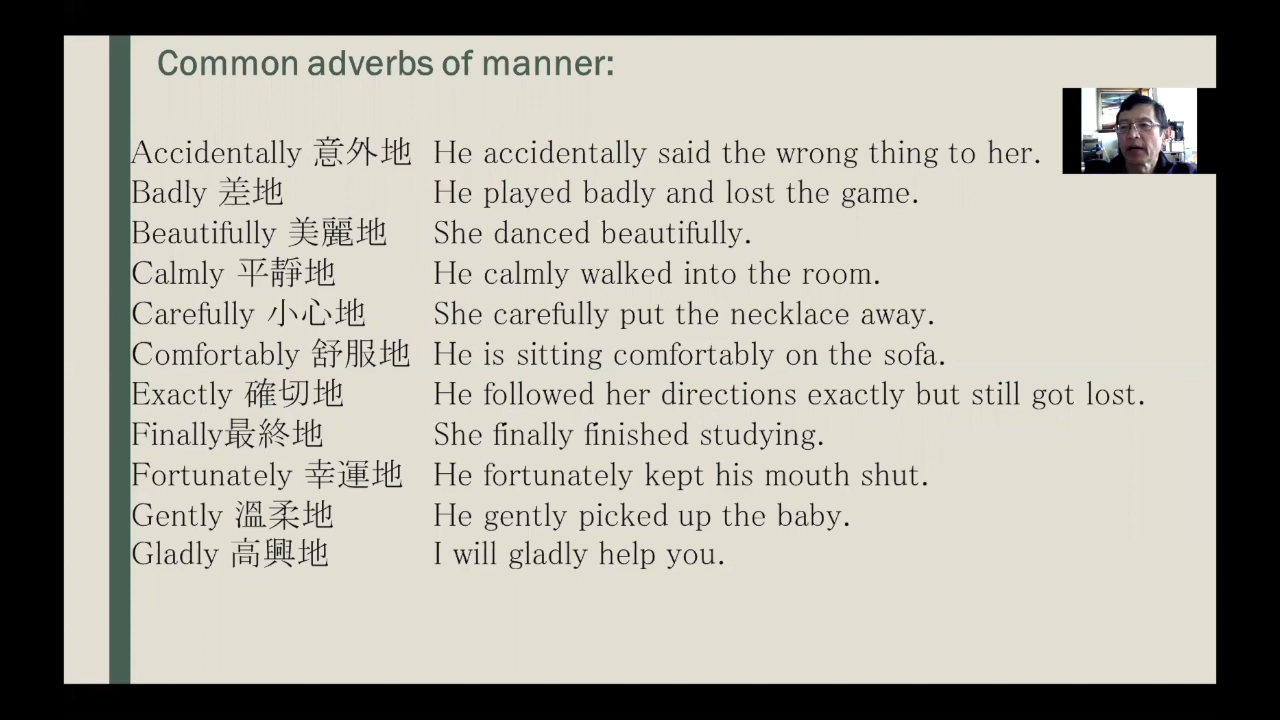 Common adverbs of manner:
Accidentally 意外地 He accidentally said the wrong thing to her.
Badly 差地 He played badly and lost the game.
Beautifully 美麗地 She danced beautifully.
Calmly 平靜地 He calmly walked into the room.
Carefully 小心地 She carefully put the necklace away.
Comfortably 舒服地 He is sitting comfortably on the sofa.
Exactly 確切地 He followed her directions exactly but still got lost.
Finally最終地 She finally finished studying.
Fortunately 幸運地 He fortunately kept his mouth shut.
Gently 溫柔地 He gently picked up the baby.
Gladly 高興地 I will gladly help you.